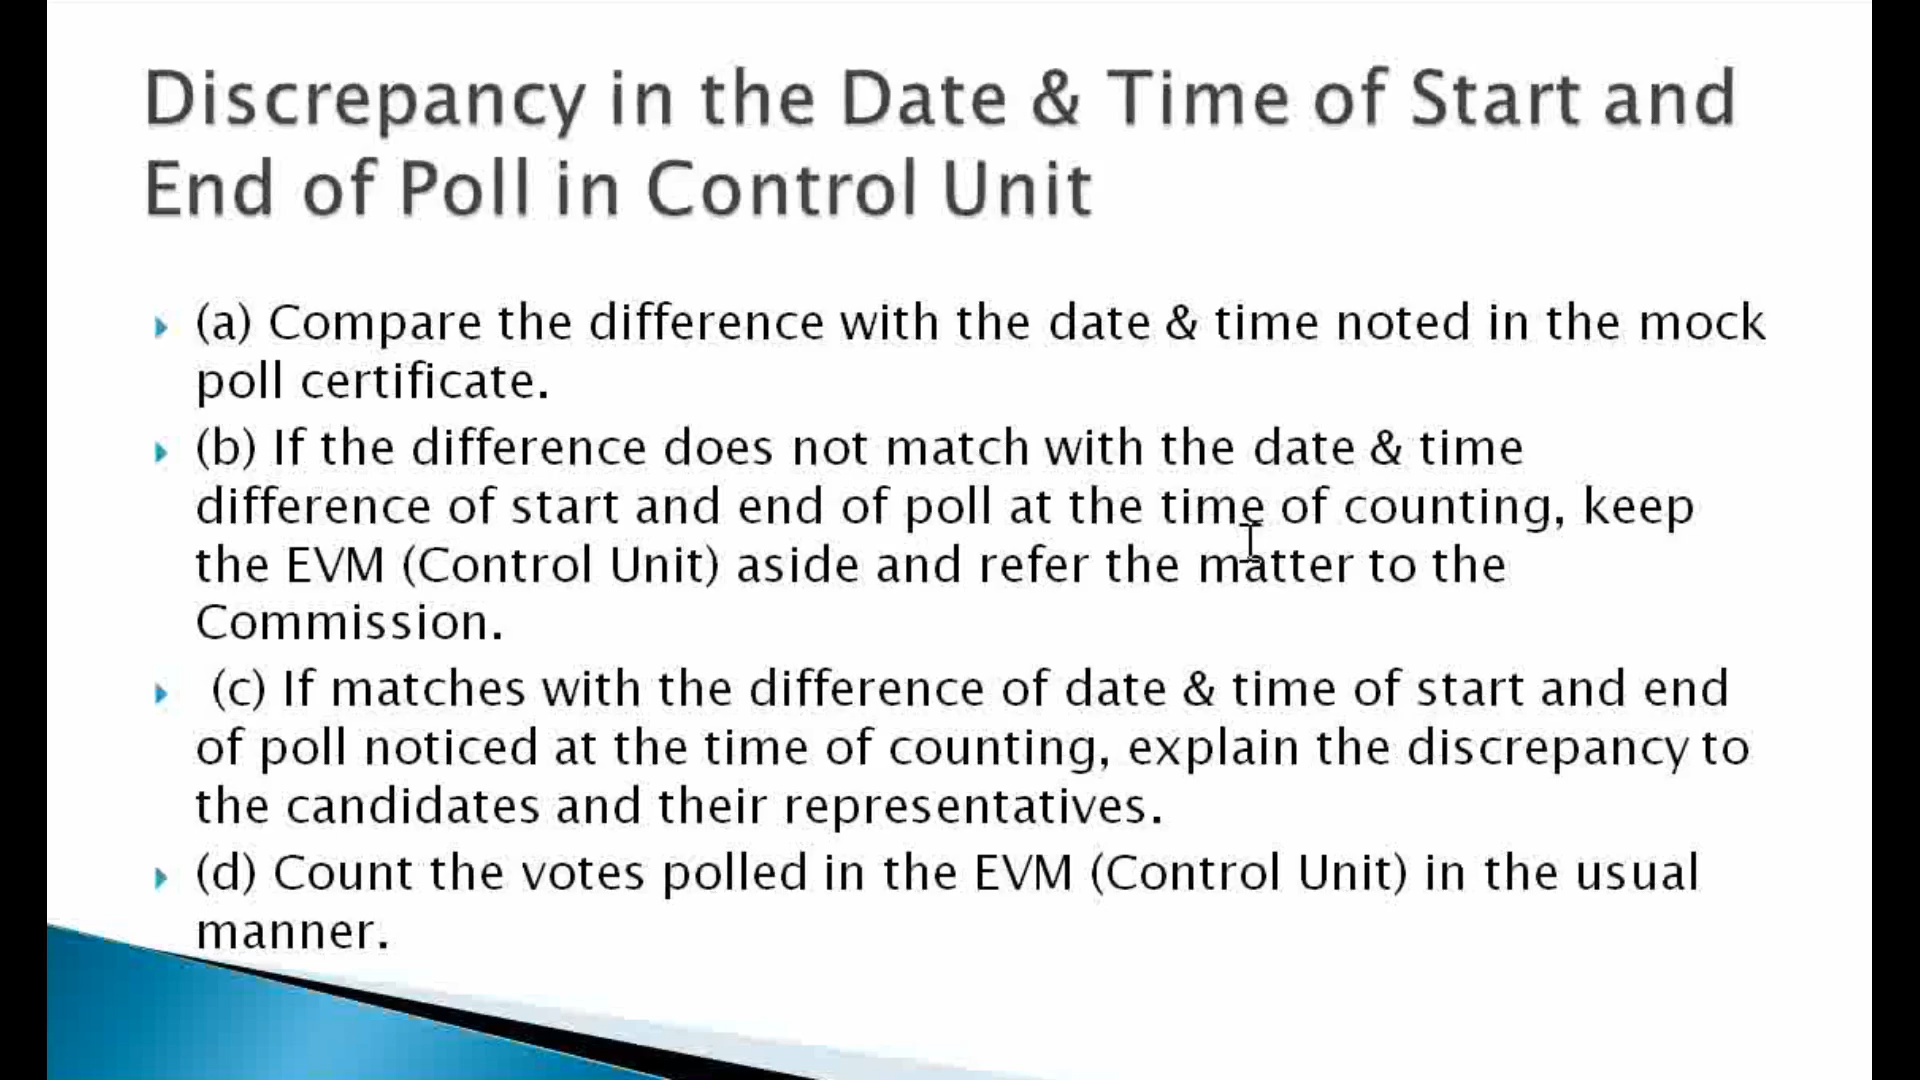 Discrepancy in the Date & Time of Start and
End of Poll in Control Unit
(a) Compare the difference with the date & time noted in the mock
poll certificate.
(b) If the difference does not match with the date & time
difference of start and end of poll at the time of counting, keep
the EVM (Control Unit) aside and refer the matter to the
Commission.
(c) If matches with the difference of date & time of start and end
of poll noticed at the time of counting, explain the discrepancy to
the candidates and their representatives.
(d) Count the votes polled in the EVM (Control Unit) in the usual
manner.